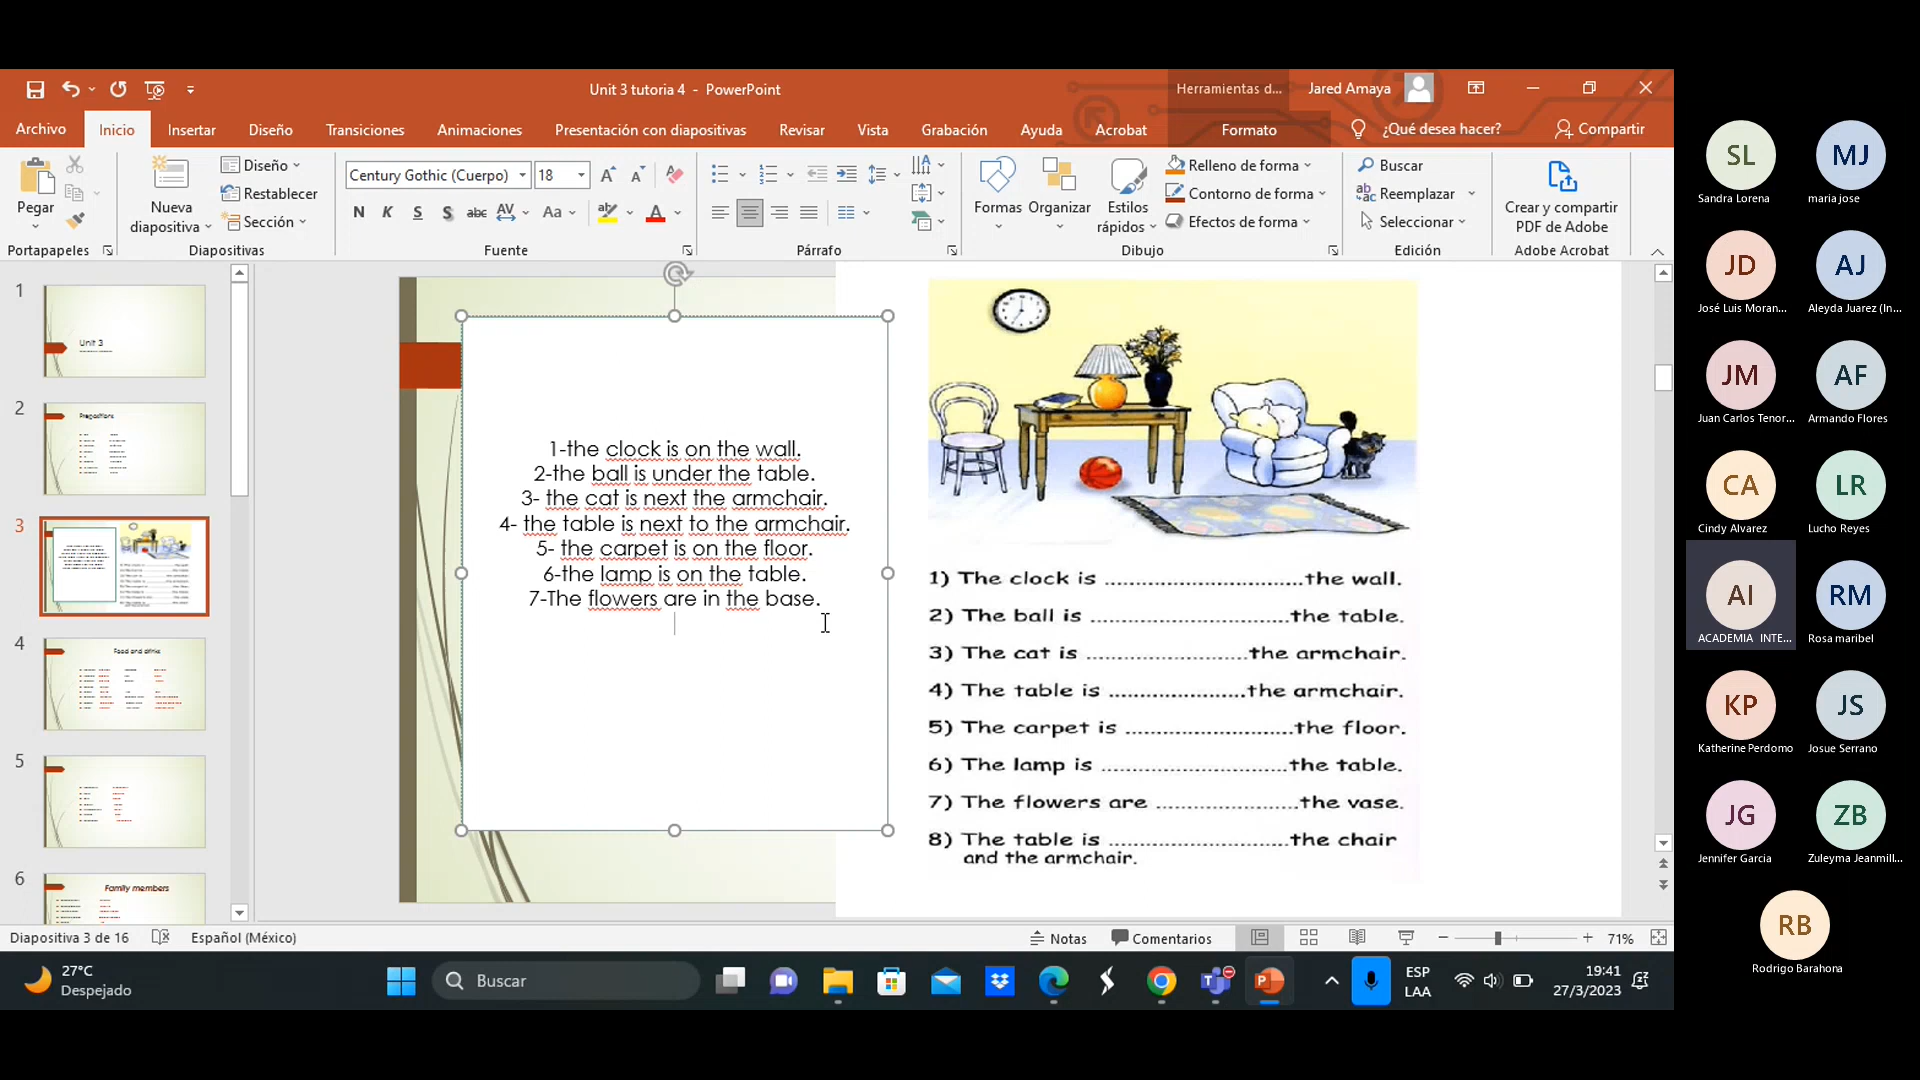 Unit 3 tutoria 4 - PowerPoint
Herramientas d...
Jared Amaya
Archivo Inicio Insertar Diseño Transiciones Animaciones Presentación con diapositivas Revisar Vista Grabación Ayuda Acrobat Formato ¿Qué desea hacer? Compartir
Pegar
Nueva
diapositiva
Diseño
Restablecer
Sección
Century Gothic (Cuerpo) 18
N K S S abc AV Aa A
Formas Organizar Estilos
rápidos
Relleno de forma
Contorno de forma
Efectos de forma
Buscar
Reemplazar
Seleccionar
Crear y compartir
PDF de Adobe
Portapapeles Diapositivas Fuente Párrafo Dibujo Edición Adobe Acrobat
1
Unit 3
2
Prepositions
3
4
Food and drinks
5
6
Family members
1-the clock is on the wall.
2-the ball is under the table.
3- the cat is next the armchair.
4- the table is next to the armchair.
5- the carpet is on the floor.
6-the lamp is on the table.
7-The flowers are in the base.
1) The clock is ................................the wall.
2) The ball is ................................the table.
3) The cat is ..........................the armchair.
4) The table is ......................the armchair.
5) The carpet is ...........................the floor.
6) The lamp is ..............................the table.
7) The flowers are .......................the vase.
8) The table is .............................the chair
and the armchair.
Diapositiva 3 de 16 Español (México) Notas Comentarios 71%
27°C
Despejado
Buscar
ESP
LAA
19:41
27/3/2023
SL
Sandra Lorena
MJ
maria jose
JD
José Luis Moran...
AJ
Aleyda Juarez (In...
JM
Juan Carlos Tenor...
AF
Armando Flores
CA
Cindy Alvarez
LR
Lucho Reyes
AI
ACADEMIA INTE...
RM
Rosa maribel
KP
Katherine Perdomo
JS
Josue Serrano
JG
Jennifer Garcia
ZB
Zuleyma Jeanmill...
RB
Rodrigo Barahona